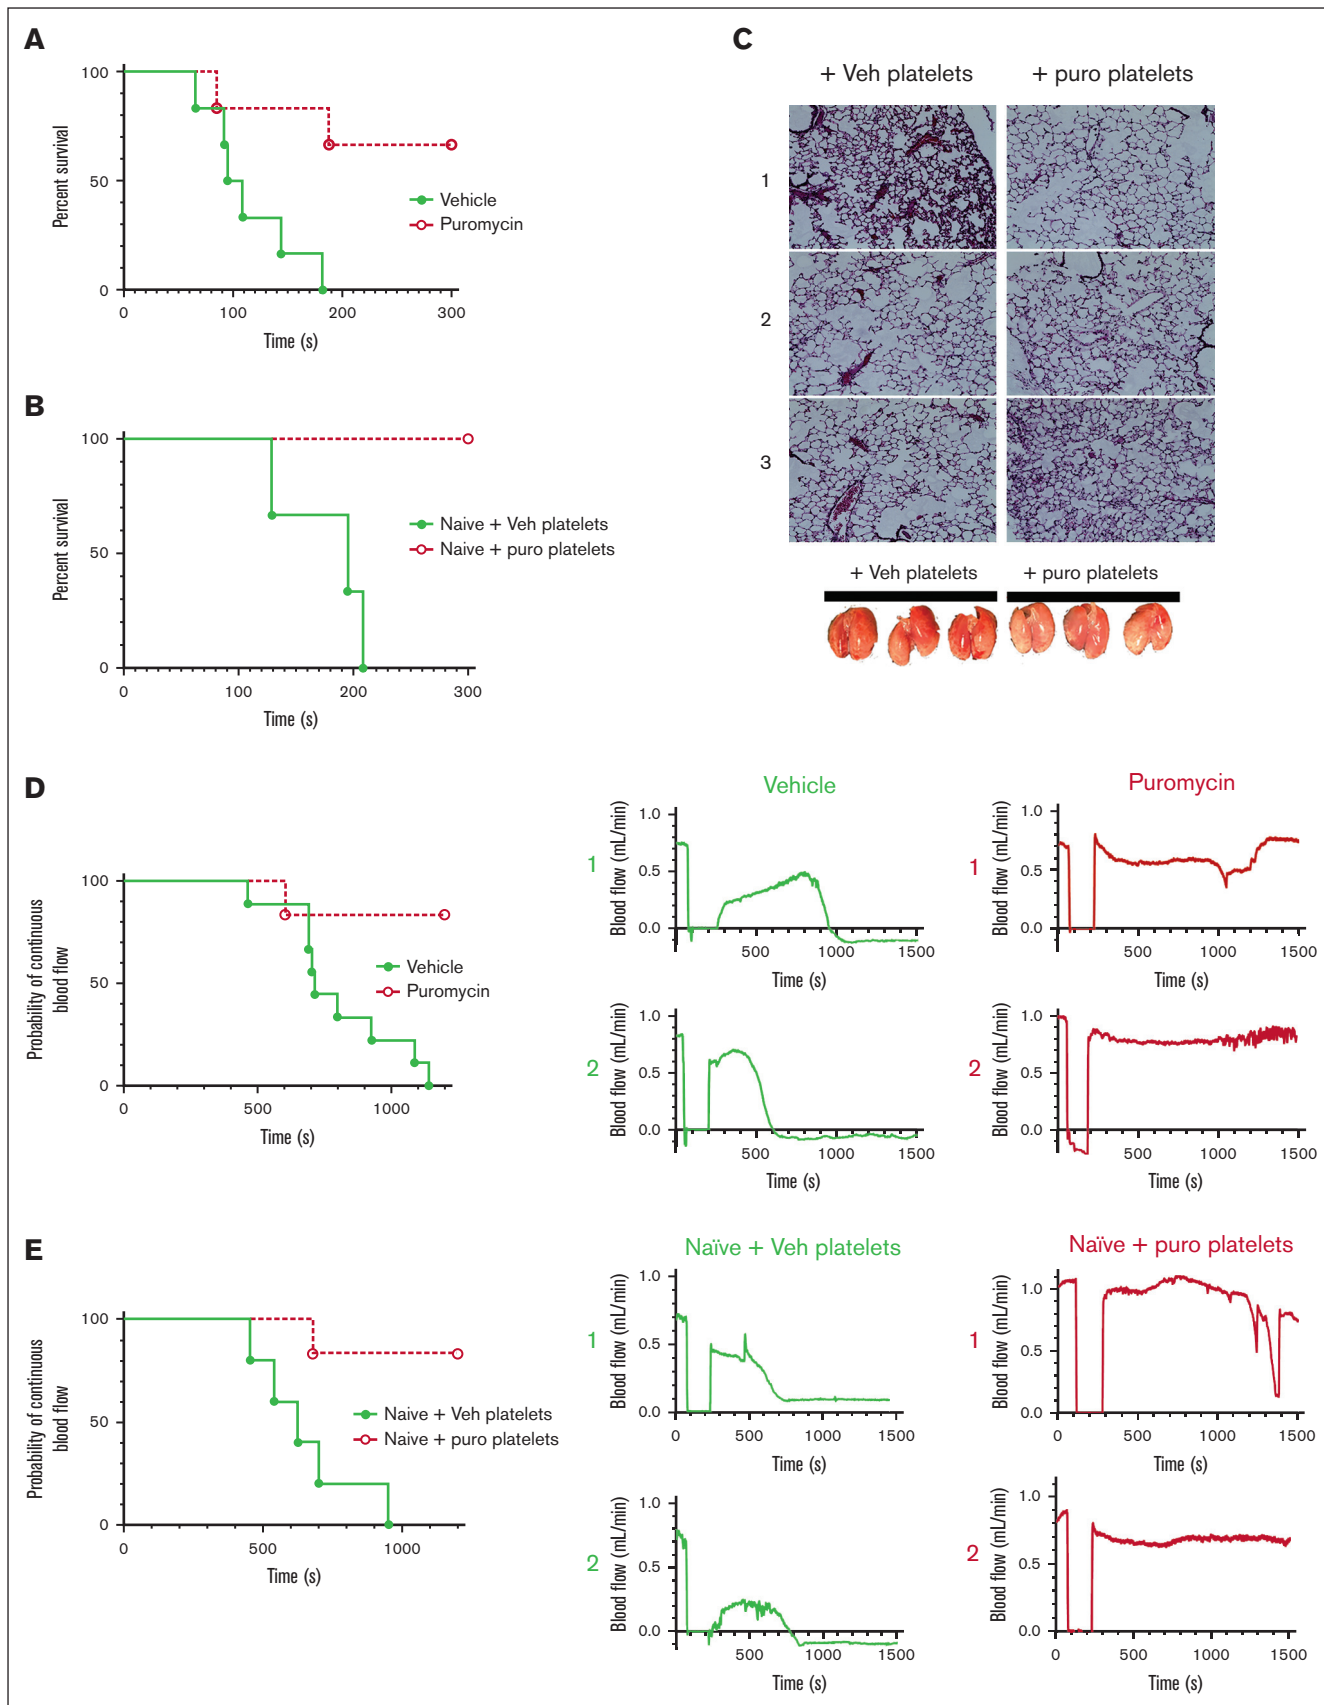 A
100
50
0
Percent survival
0 100 200 300
Time (s)
Vehicle
Puromycin
B
100
50
0
Percent survival
0 100 200 300
Time (s)
Naive + Veh platelets
Naive + puro platelets
C
+ Veh platelets + puro platelets
1
2
3
+ Veh platelets + puro platelets
D
100
50
0
Probability of continuous
blood flow
0 500 1000
Time (s)
Vehicle
Puromycin
Vehicle
1
Blood flow (mL/min)
1.0
0.5
0.0
500 1000 1500
Time (s)
Puromycin
1
Blood flow (mL/min)
1.0
0.5
0.0
500 1000 1500
Time (s)
2
Blood flow (mL/min)
1.0
0.5
0.0
500 1000 1500
Time (s)
2
Blood flow (mL/min)
1.0
0.5
0.0
500 1000 1500
Time (s)
E
100
50
0
Probability of continuous
blood flow
0 500 1000
Time (s)
Naive + Veh platelets
Naive + puro platelets
Naïve + Veh platelets
1
Blood flow (mL/min)
1.0
0.5
0.0
0 500 1000 1500
Time (s)
Naïve + puro platelets
1
Blood flow (mL/min)
1.0
0.5
0.0
0 500 1000 1500
Time (s)
2
Blood flow (mL/min)
1.0
0.5
0.0
500 1000 1500
Time (s)
2
Blood flow (mL/min)
1.0
0.5
0.0
0 500 1000 1500
Time (s)